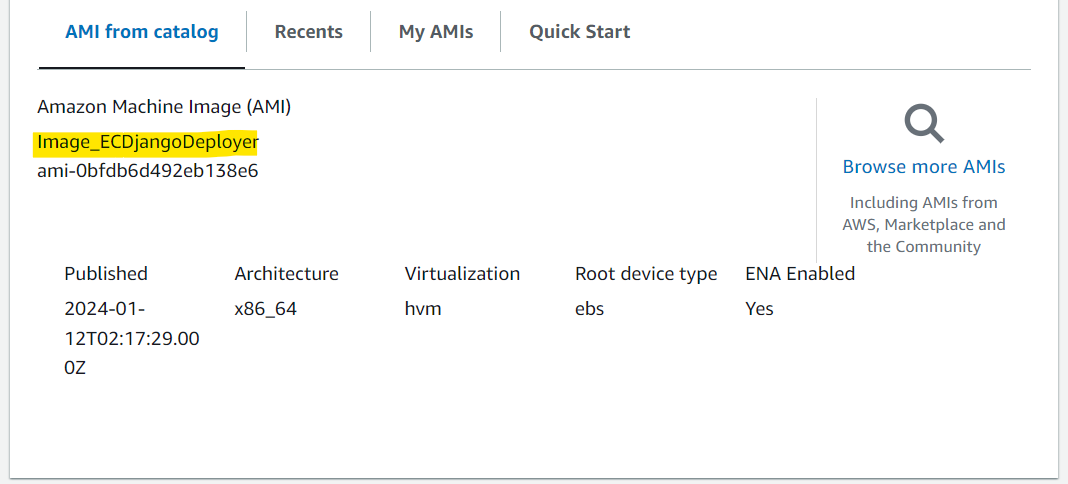 AMI from catalog
Recents
My AMIs
Quick Start
Amazon Machine Image (AMI)
Image_ECDjangoDeployer
ami-0bfdb6d492eb138e6
Browse more AMIs
Including AMIs from
AWS, Marketplace and
the Community
Published
Architecture
Virtualization
Root device type
ENA Enabled
2024-01-
12T02:17:29.00
0Z
x86_64
hvm
ebs
Yes